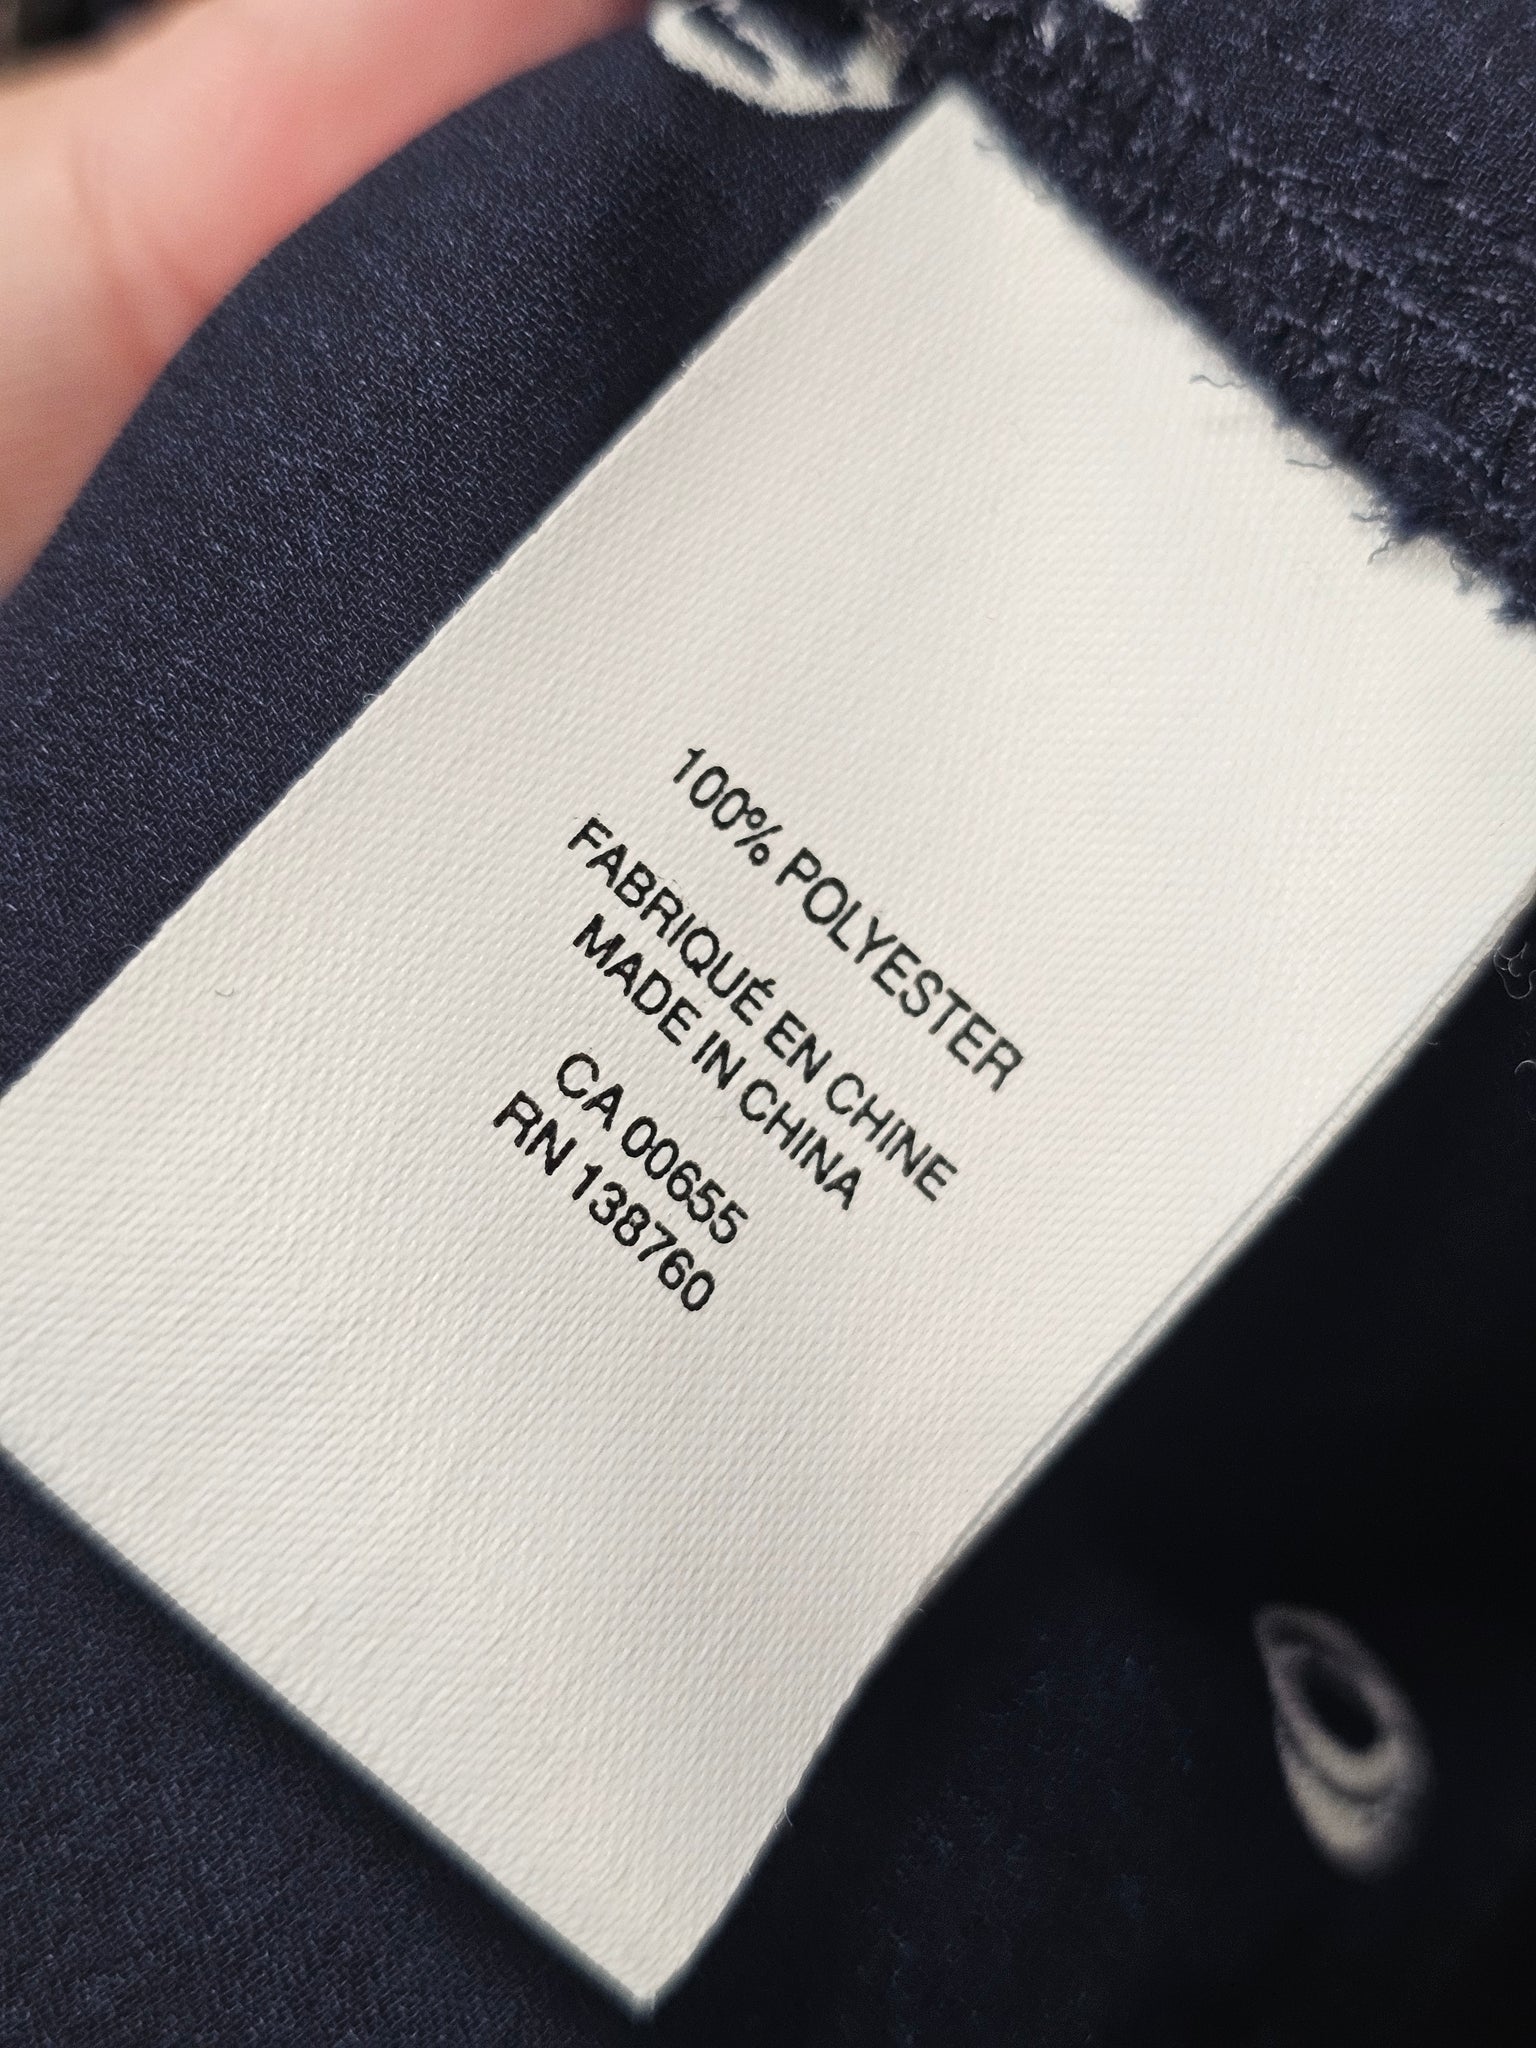 100% POLYESTER
FABRIQUÉ EN CHINE
MADE IN CHINA
CA 00655
RN 138760